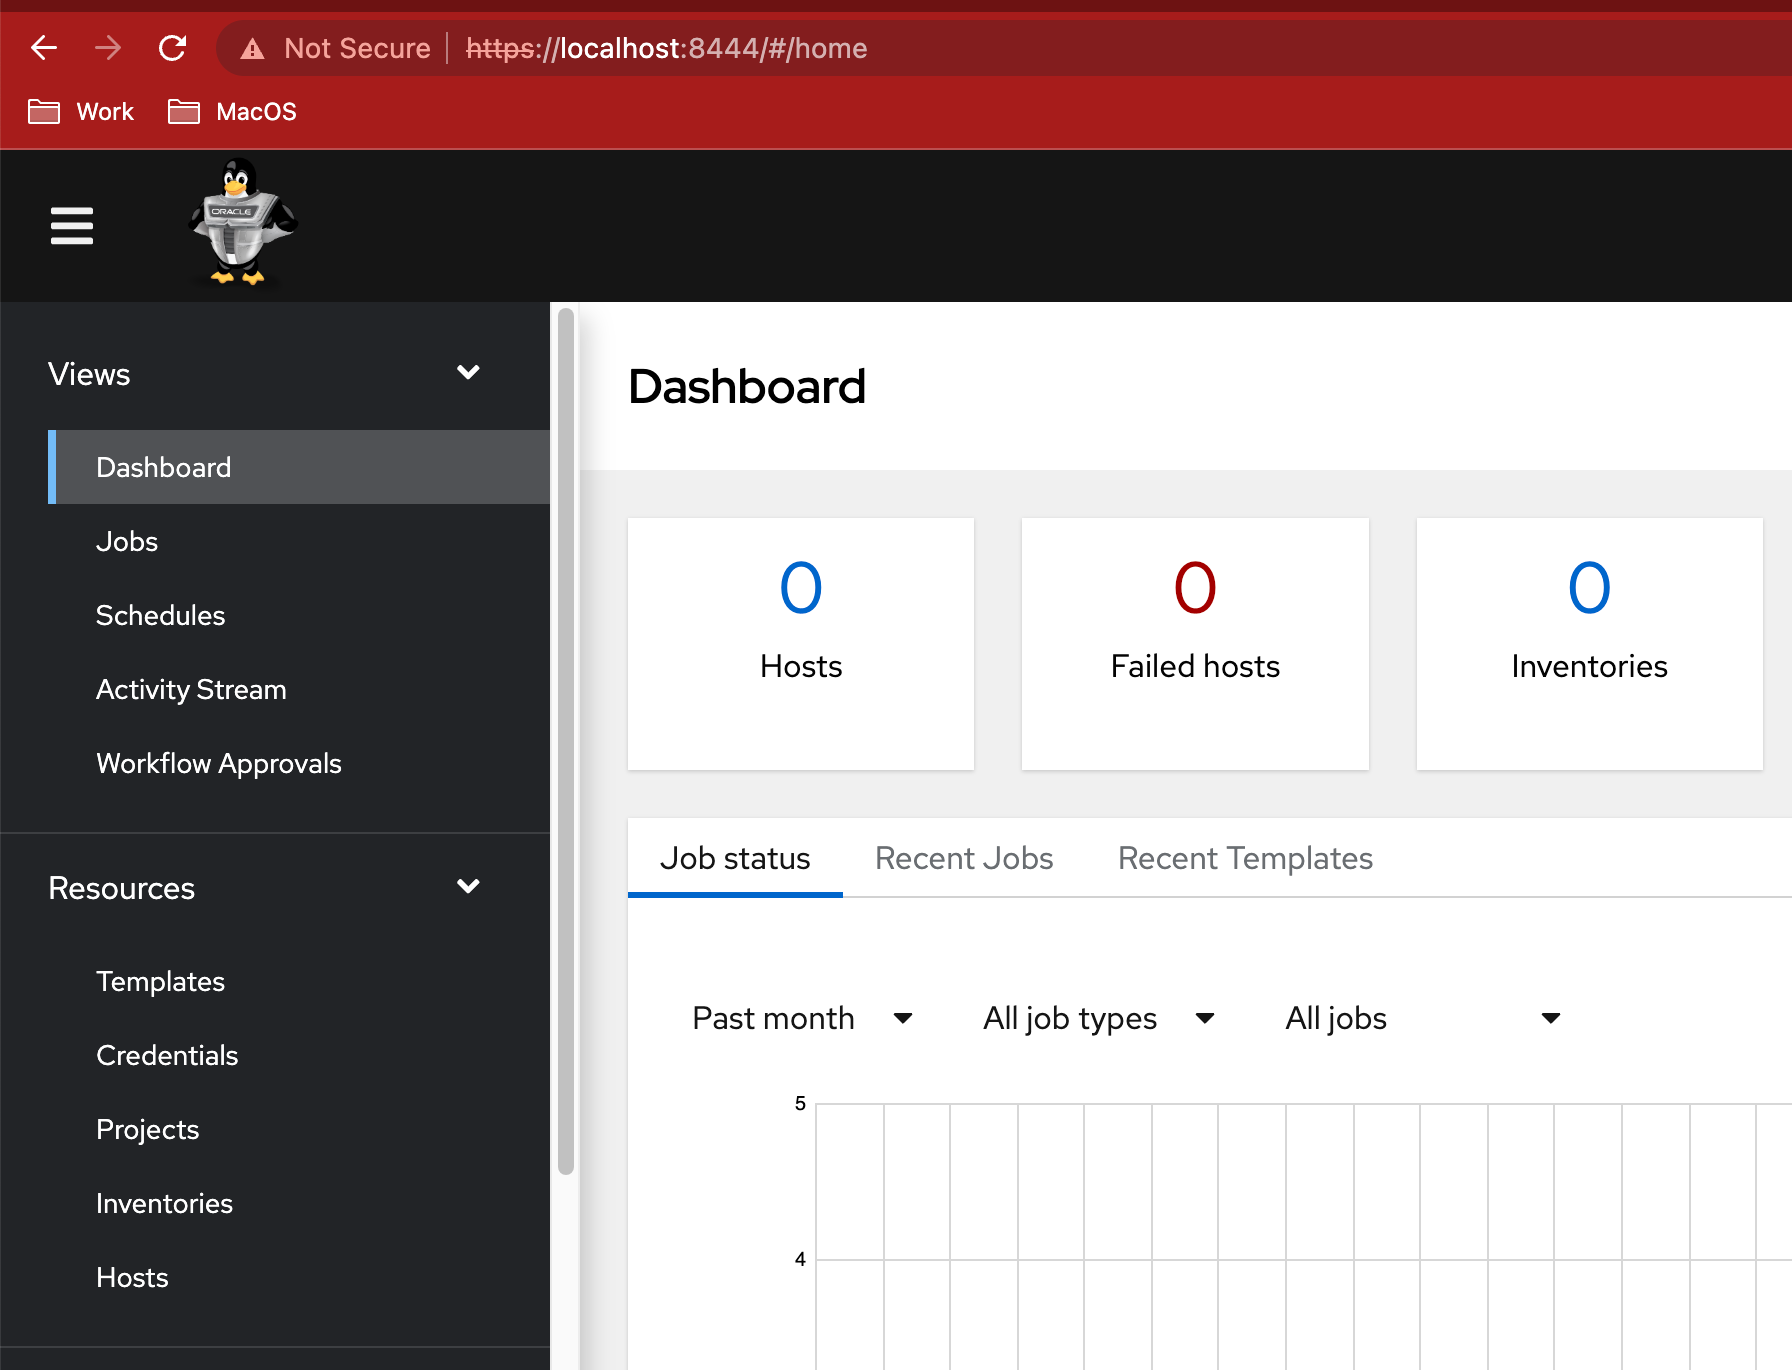 Not Secure https://localhost:8444/#/home
Work MacOS
ORACLE
Views
Dashboard
Jobs
Schedules
Activity Stream
Workflow Approvals
Resources
Templates
Credentials
Projects
Inventories
Hosts
Dashboard
0 0 0
Hosts Failed hosts Inventories
Job status Recent Jobs Recent Templates
Past month All job types All jobs
5
4